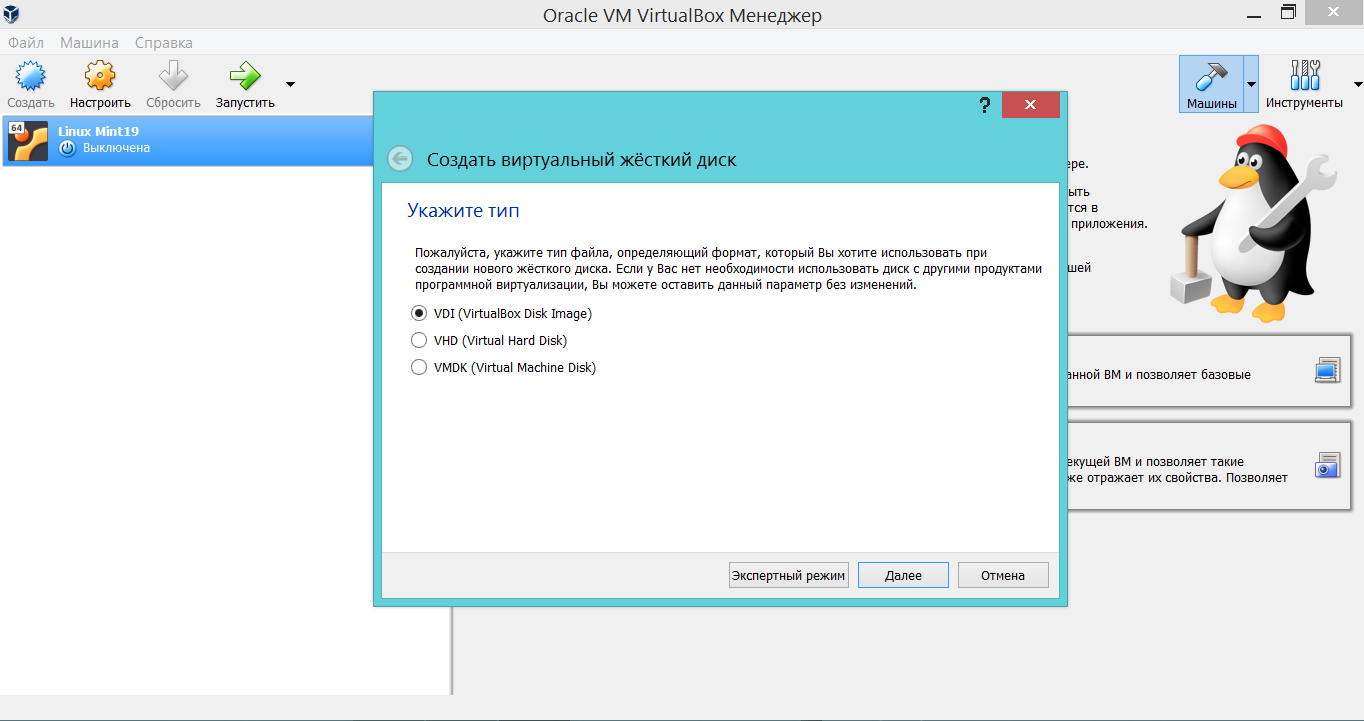 Oracle VM VirtualBox Менеджер
Файл Машина Справка
Создать Настроить Сбросить Запустить
Машины Инструменты
64 Linux Mint19
Выключена
?
Создать виртуальный жёсткий диск
Укажите тип
Пожалуйста, укажите тип файла, определяющий формат, который Вы хотите использовать при
создании нового жёсткого диска. Если у Вас нет необходимости использовать диск с другими продуктами
программной виртуализации, Вы можете оставить данный параметр без изменений.
VDI (VirtualBox Disk Image)
VHD (Virtual Hard Disk)
VMDK (Virtual Machine Disk)
Экспертный режим Далее Отмена
ере.
ыть
тся в
приложения.
шей
анной ВМ и позволяет базовые
екущей ВМ и позволяет такие
же отражает их свойства. Позволяет